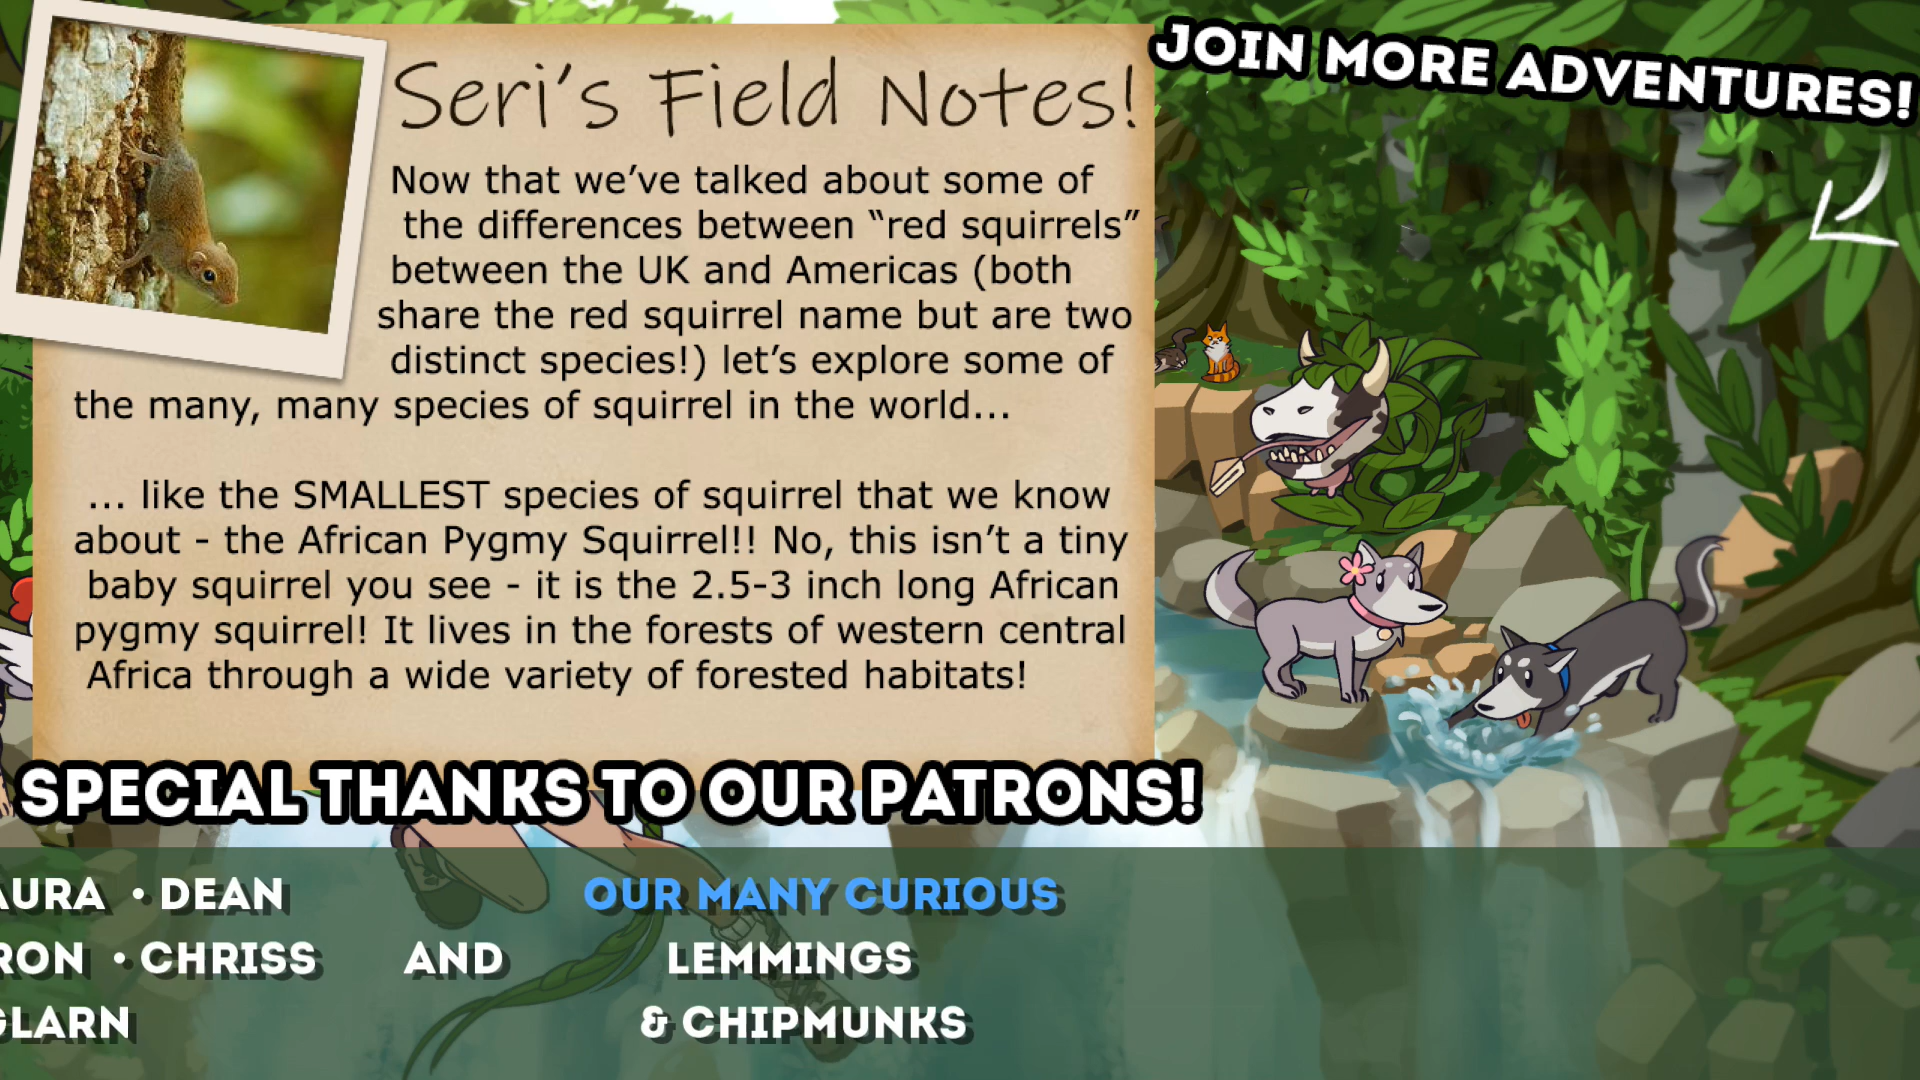 Seri's Field Notes!
JOIN MORE ADVENTURES!
Now that we've talked about some of
the differences between “red squirrels”
between the UK and Americas (both
share the red squirrel name but are two
distinct species!) let's explore some of
the many, many species of squirrel in the world...
... like the SMALLEST species of squirrel that we know
about - the African Pygmy Squirrel!! No, this isn't a tiny
baby squirrel you see - it is the 2.5-3 inch long African
pygmy squirrel! It lives in the forests of western central
Africa through a wide variety of forested habitats!
SPECIAL THANKS TO OUR PATRONS!
• DEAN
• CHRISS
AND
OUR MANY CURIOUS
LEMMINGS
& CHIPMUNKS